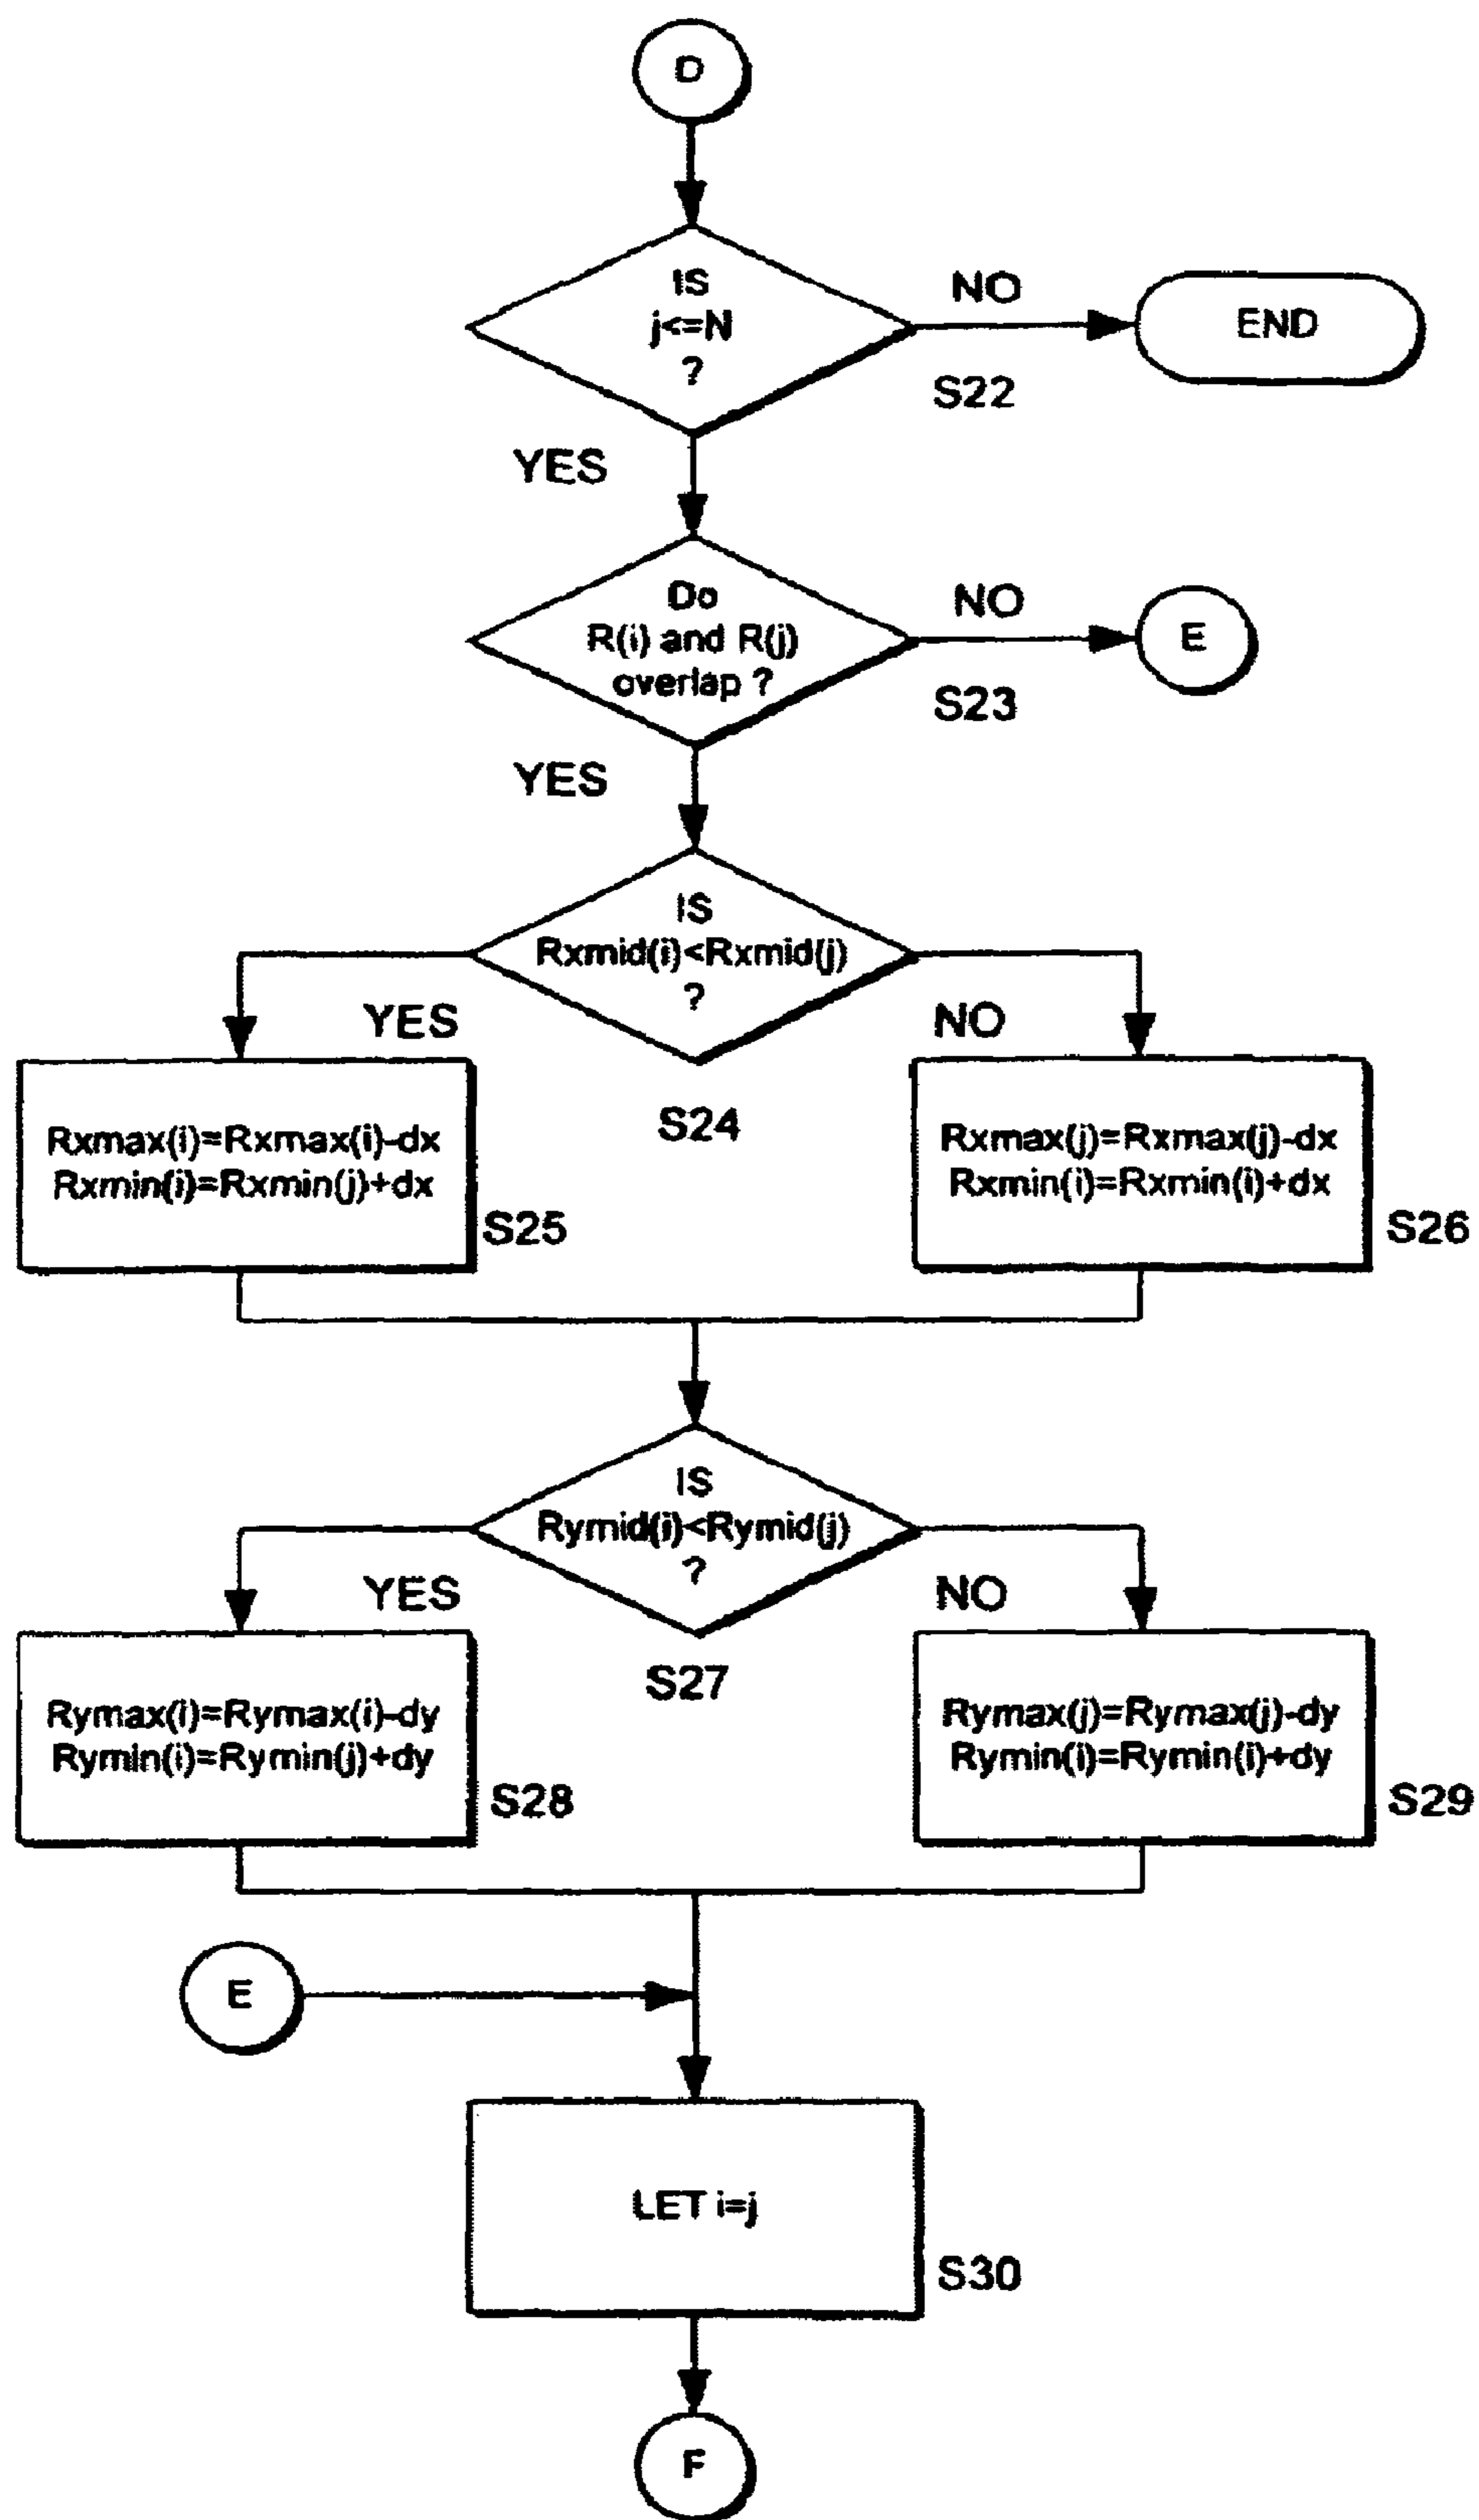 D
IS
j<=N
?
NO
END
S22
YES
Do
R(i) and R(j)
overlap ?
NO
E
S23
YES
IS
Rxmid(i)<Rxmid(j)
?
YES
NO
Rxmax(i)=Rxmax(i)-dx
Rxmin(i)=Rxmin(j)+dx
S25
S24
Rxmax(j)=Rxmax(j)-dx
Rxmin(i)=Rxmin(i)+dx
S26
IS
Rymid(i)<Rymid(j)
?
YES
NO
Rymax(i)=Rymax(i)-dy
Rymin(i)=Rymin(j)+dy
S28
S27
Rymax(j)=Rymax(j)-dy
Rymin(i)=Rymin(i)+dy
S29
E
LET i=j
S30
F